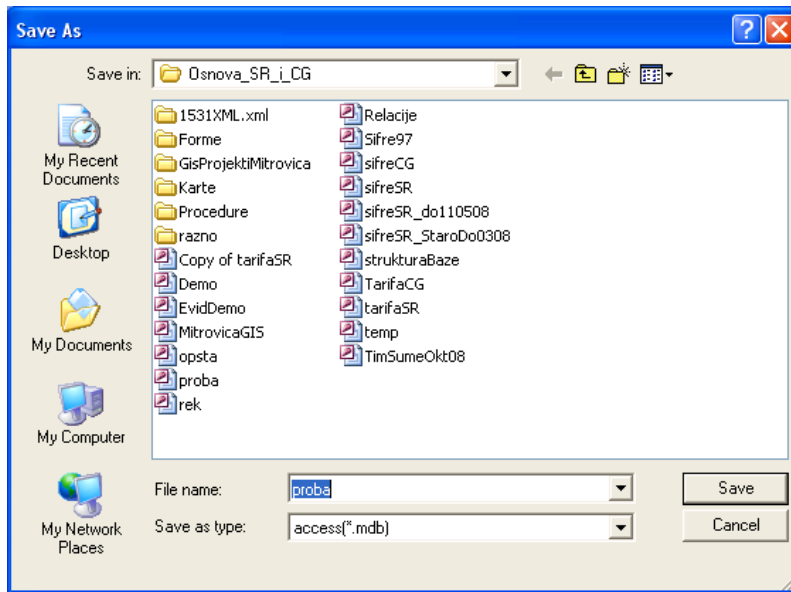 Save As
Save in:
Osnova_SR_i_CG
My Recent
Documents
Desktop
My Documents
My Computer
My Network
Places
1531XML.xml
Forme
GisProjektiMitrovica
Karte
Procedure
razno
Copy of tarifaSR
Demo
EvidDemo
MitrovicaGIS
opsta
proba
rek
Relacije
Sifre97
sifreCG
sifreSR
sifreSR_do110508
sifreSR_StaroDo0308
strukturaBaze
TarifaCG
tarifaSR
temp
TimSumeOkt08
File name:
proba
Save
Save as type:
access(*.mdb)
Cancel